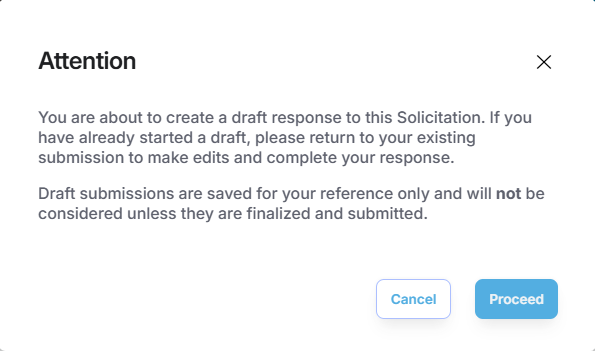 Attention
You are about to create a draft response to this Solicitation. If you
have already started a draft, please return to your existing
submission to make edits and complete your response.
Draft submissions are saved for your reference only and will not be
considered unless they are finalized and submitted.
Cancel
Proceed